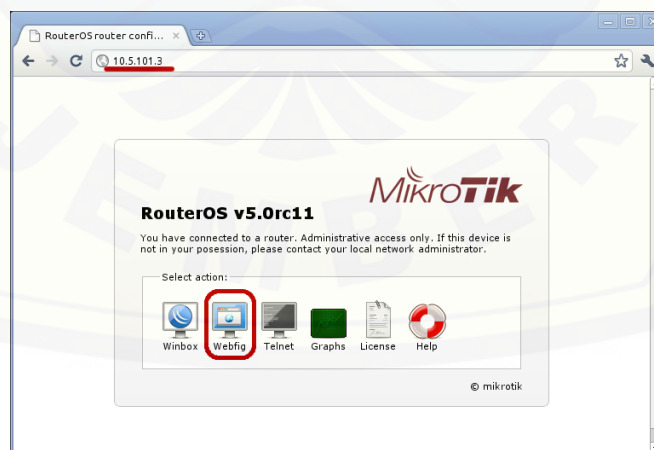 RouterOS router confi...
10.5.101.3
JEMBER
MikroTik
RouterOS v5.0rc11
You have connected to a router. Administrative access only. If this device is
not in your posession, please contact your local network administrator.
Select action:
Winbox Webfig Telnet Graphs License Help
© mikrotik